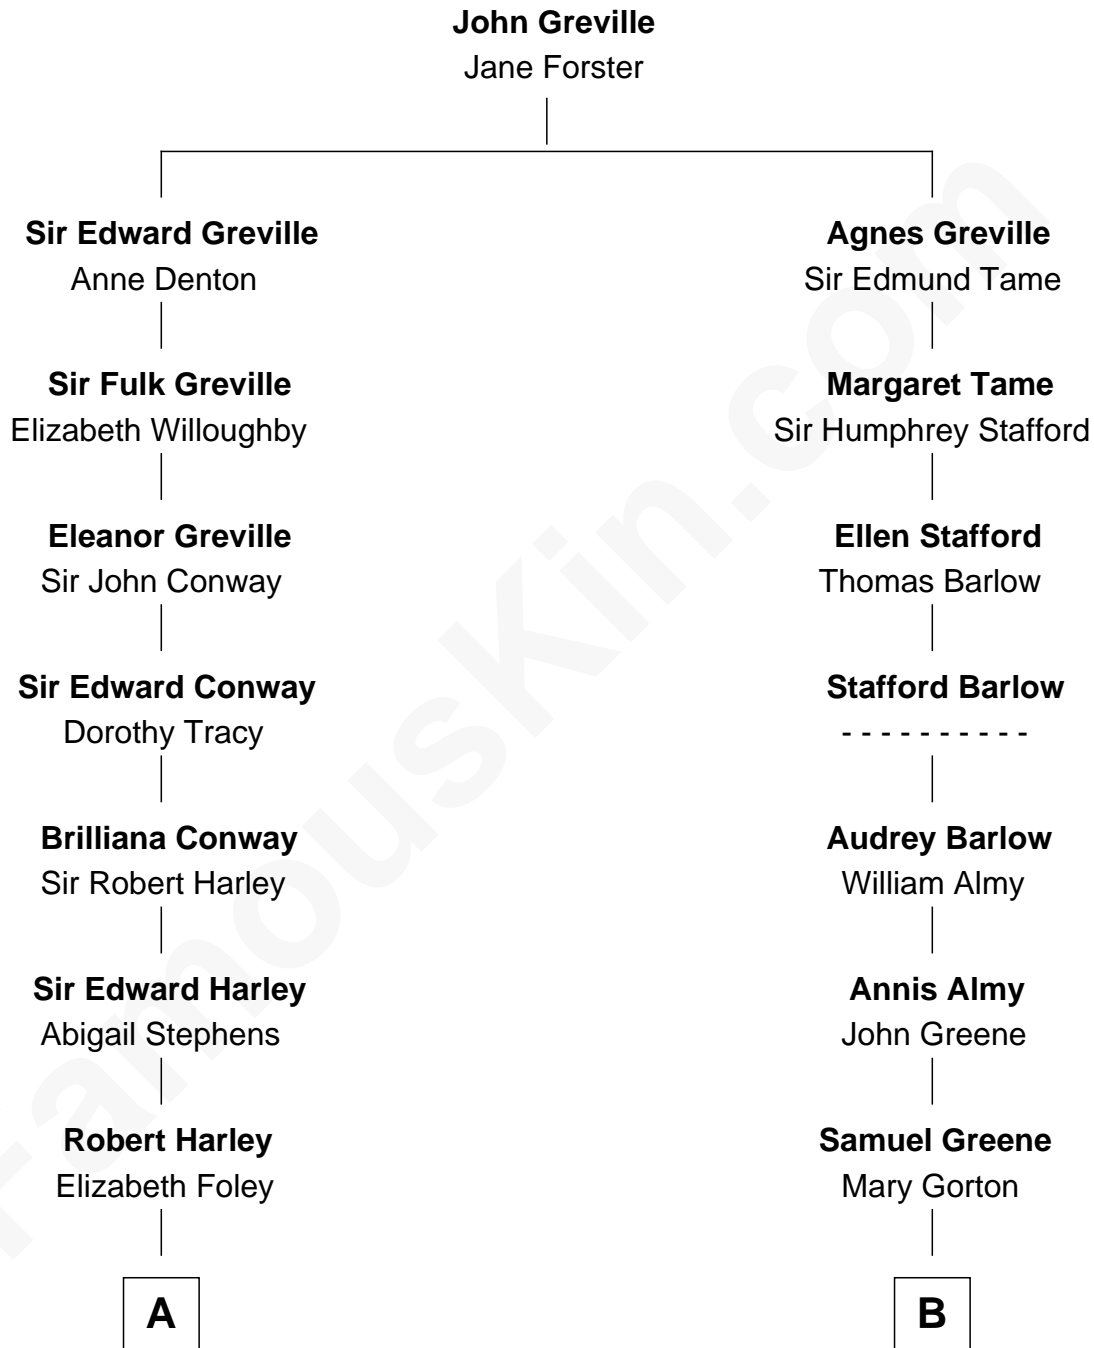 John Greville
Jane Forster
Sir Edward Greville
Anne Denton
Sir Fulk Greville
Elizabeth Willoughby
Eleanor Greville
Sir John Conway
Sir Edward Conway
Dorothy Tracy
Brilliana Conway
Sir Robert Harley
Sir Edward Harley
Abigail Stephens
Robert Harley
Elizabeth Foley
A
Agnes Greville
Sir Edmund Tame
Margaret Tame
Sir Humphrey Stafford
Ellen Stafford
Thomas Barlow
Stafford Barlow
- - - - - - - - - -
Audrey Barlow
William Almy
Annis Almy
John Greene
Samuel Greene
Mary Gorton
B
FamousKin.com